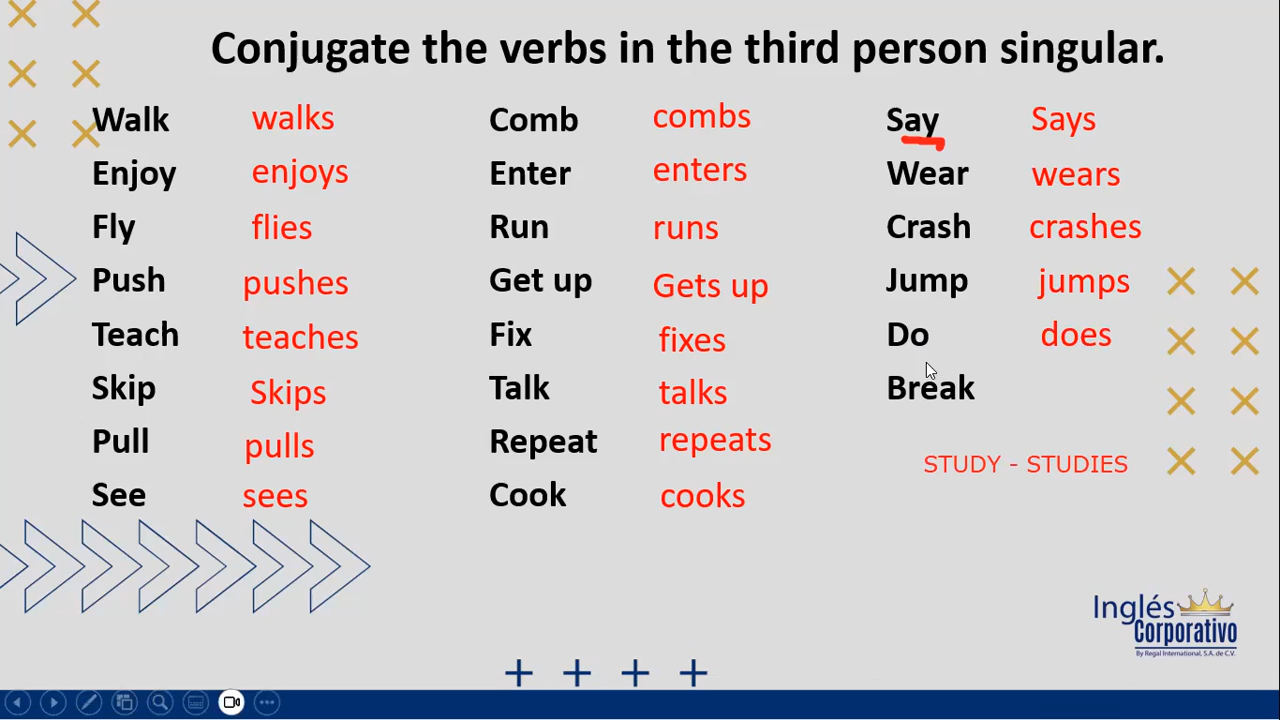 Conjugate the verbs in the third person singular.
Walk walks
Enjoy enjoys
Fly flies
Push pushes
Teach teaches
Skip Skips
Pull pulls
See sees
Comb combs
Enter enters
Run runs
Get up Gets up
Fix fixes
Talk talks
Repeat repeats
Cook cooks
Say Says
Wear wears
Crash crashes
Jump jumps
Do does
Break
STUDY - STUDIES
Inglés
Corporativo
By Regal International, S.A. de C.V.